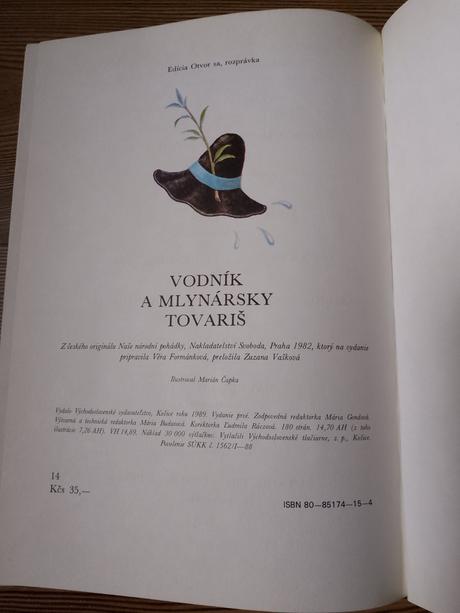 Edícia Otvor sa, rozprávka
VODNÍK
A MLYNÁRSKY
TOVARIŠ
Z českého originálu Naše národní pohádky, Nakladatelství Svoboda, Praha 1982, ktorý na vydanie
pripravila Věra Formánková, preložila Zuzana Vašková
Ilustroval Marián Čapka
Vydalo Východoslovenské vydavateľstvo, Košice roku 1989. Vydanie prvé. Zodpovedná redaktorka Mária Gendová.
Výtvarná a technická redaktorka Mária Budaiová. Korektorka Ľudmila Ráczová. 180 strán. 14,70 AH (z toho
ilustrácie 7,26 AH). VH 14,89. Náklad 30 000 výtlačkov. Vytlačili Východoslovenské tlačiarne, z. p., Košice
Povolenie SÚKK č. 1562/I—88
14
Kčs 35,—
ISBN 80—85174—15—4